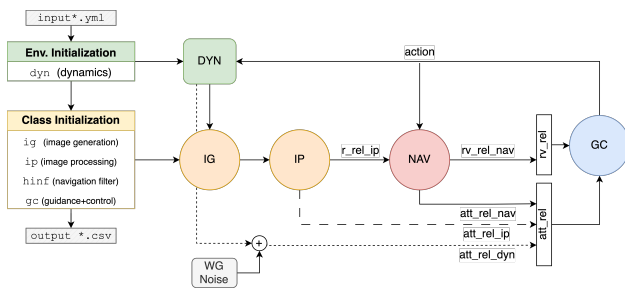 input*.yml
Env. Initialization
dyn (dynamics)
Class Initialization
ig (image generation)
ip (image processing)
hinf (navigation filter)
gc (guidance+control)
output *.csv
DYN
action
IG
IP
r_rel_ip
NAV
rv_rel_nav
rv_rel
GC
att_rel_nav
att_rel_ip
att_rel_dyn
att_rel
+
WG
Noise